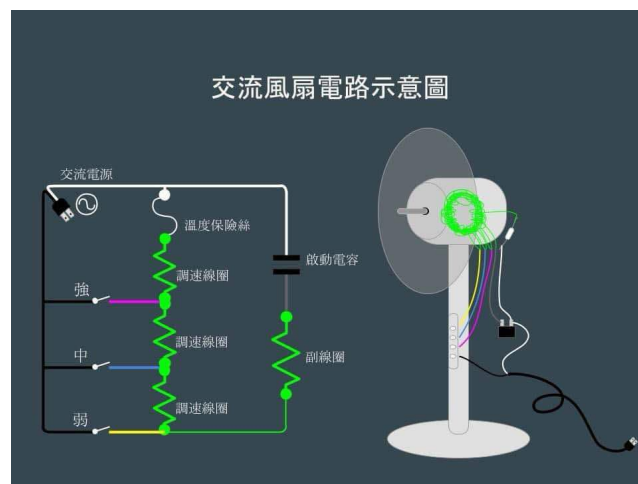 交流風扇電路示意圖
交流電源
溫度保險絲
調速線圈
啟動電容
強
調速線圈
副線圈
中
調速線圈
弱